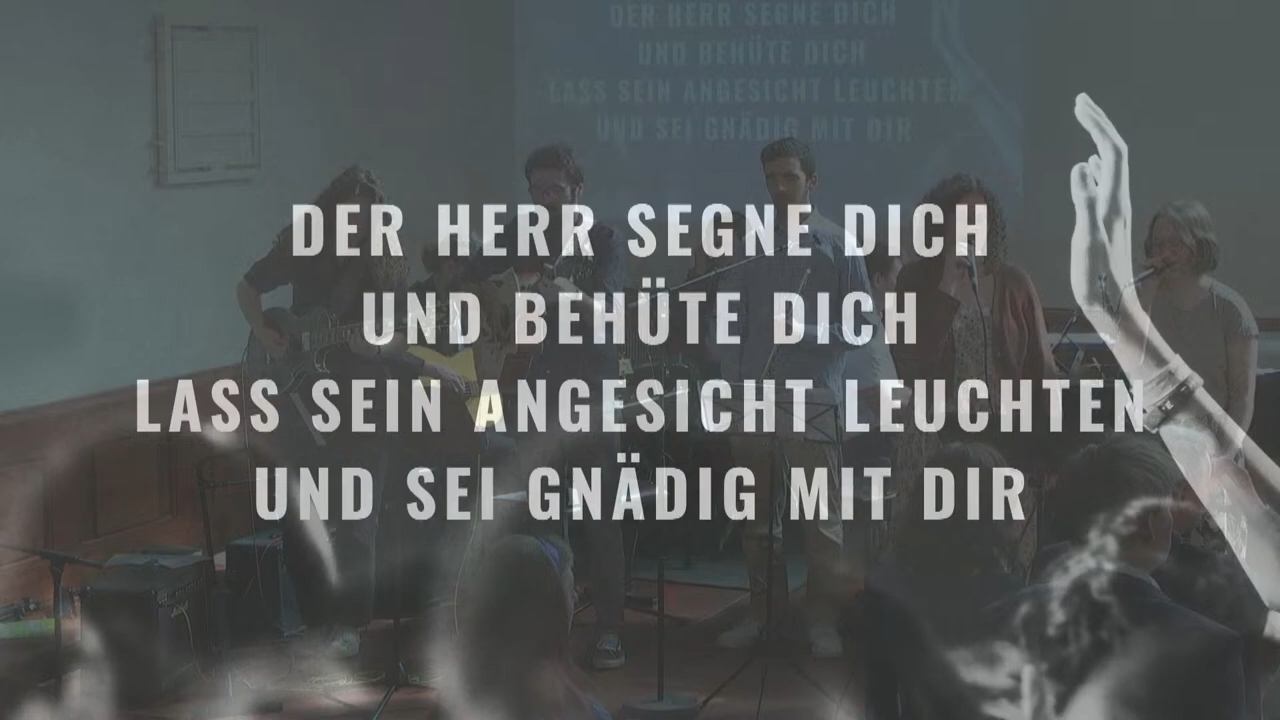 DER HERR SEGNE DICH
UND BEHÜTE DICH
LASS SEIN ANGESICHT LEUCHTEN
UND SEI GNÄDIG MIT DIR
DER HERR SEGNE DICH
UND BEHÜTE DICH
LASS SEIN ANGESICHT LEUCHTEN
UND SEI GNÄDIG MIT DIR